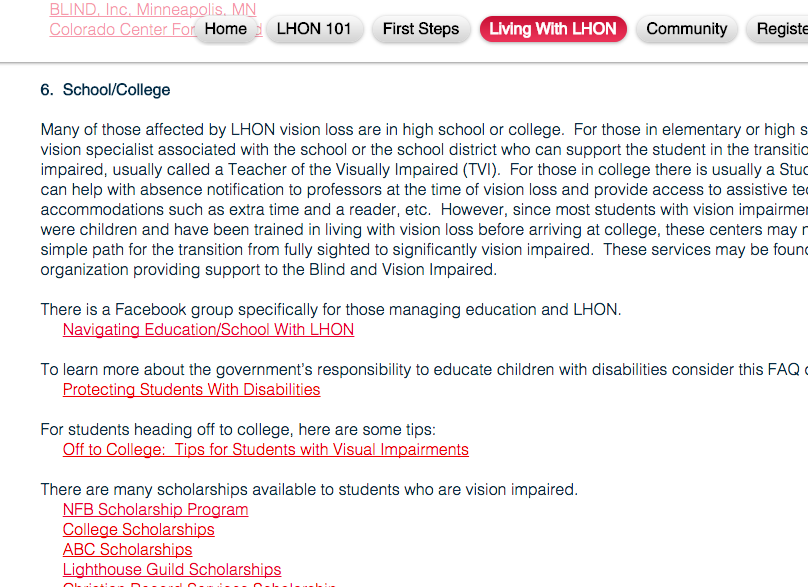 BLIND, Inc, Minneapolis, MN
Colorado Center For
Home
LHON 101
First Steps
Living With LHON
Community
6. School/College
Many of those affected by LHON vision loss are in high school or college. For those in elementary or high
vision specialist associated with the school or the school district who can support the student in the
impaired, usually called a Teacher of the Visually Impaired (TVI). For those in college there is usually a
can help with absence notification to professors at the time of vision loss and provide access to assistive
accommodations such as extra time and a reader, etc. However, since most students with vision
were children and have been trained in living with vision loss before arriving at college, these centers may
simple path for the transition from fully sighted to significantly vision impaired. These services may be
organization providing support to the Blind and Vision Impaired.
There is a Facebook group specifically for those managing education and LHON.
Navigating Education/School With LHON
To learn more about the government's responsibility to educate children with disabilities consider this FAQ
Protecting Students With Disabilities
For students heading off to college, here are some tips:
Off to College: Tips for Students with Visual Impairments
There are many scholarships available to students who are vision impaired.
NFB Scholarship Program
College Scholarships
ABC Scholarships
Lighthouse Guild Scholarships
Christian Record Services Scholarship